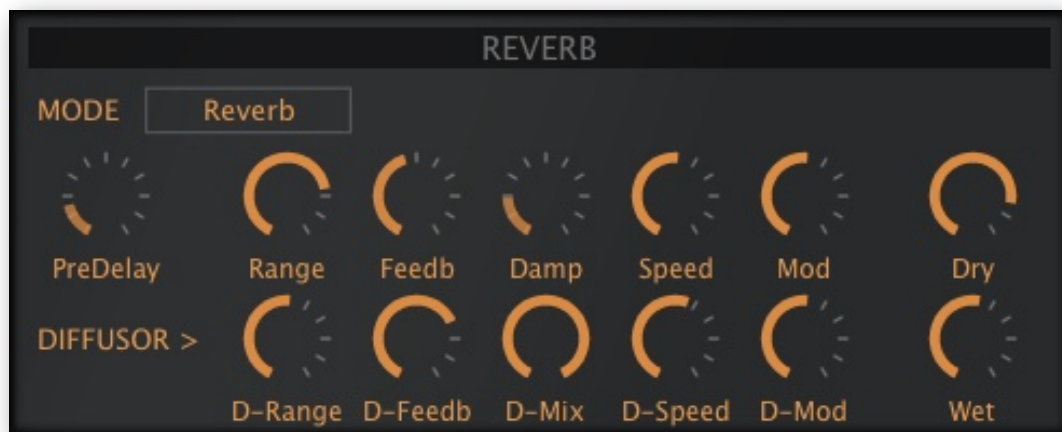 REVERB
MODE Reverb
PreDelay Range Feedb Damp Speed Mod Dry
DIFFUSOR >
D-Range D-Feedb D-Mix D-Speed D-Mod Wet